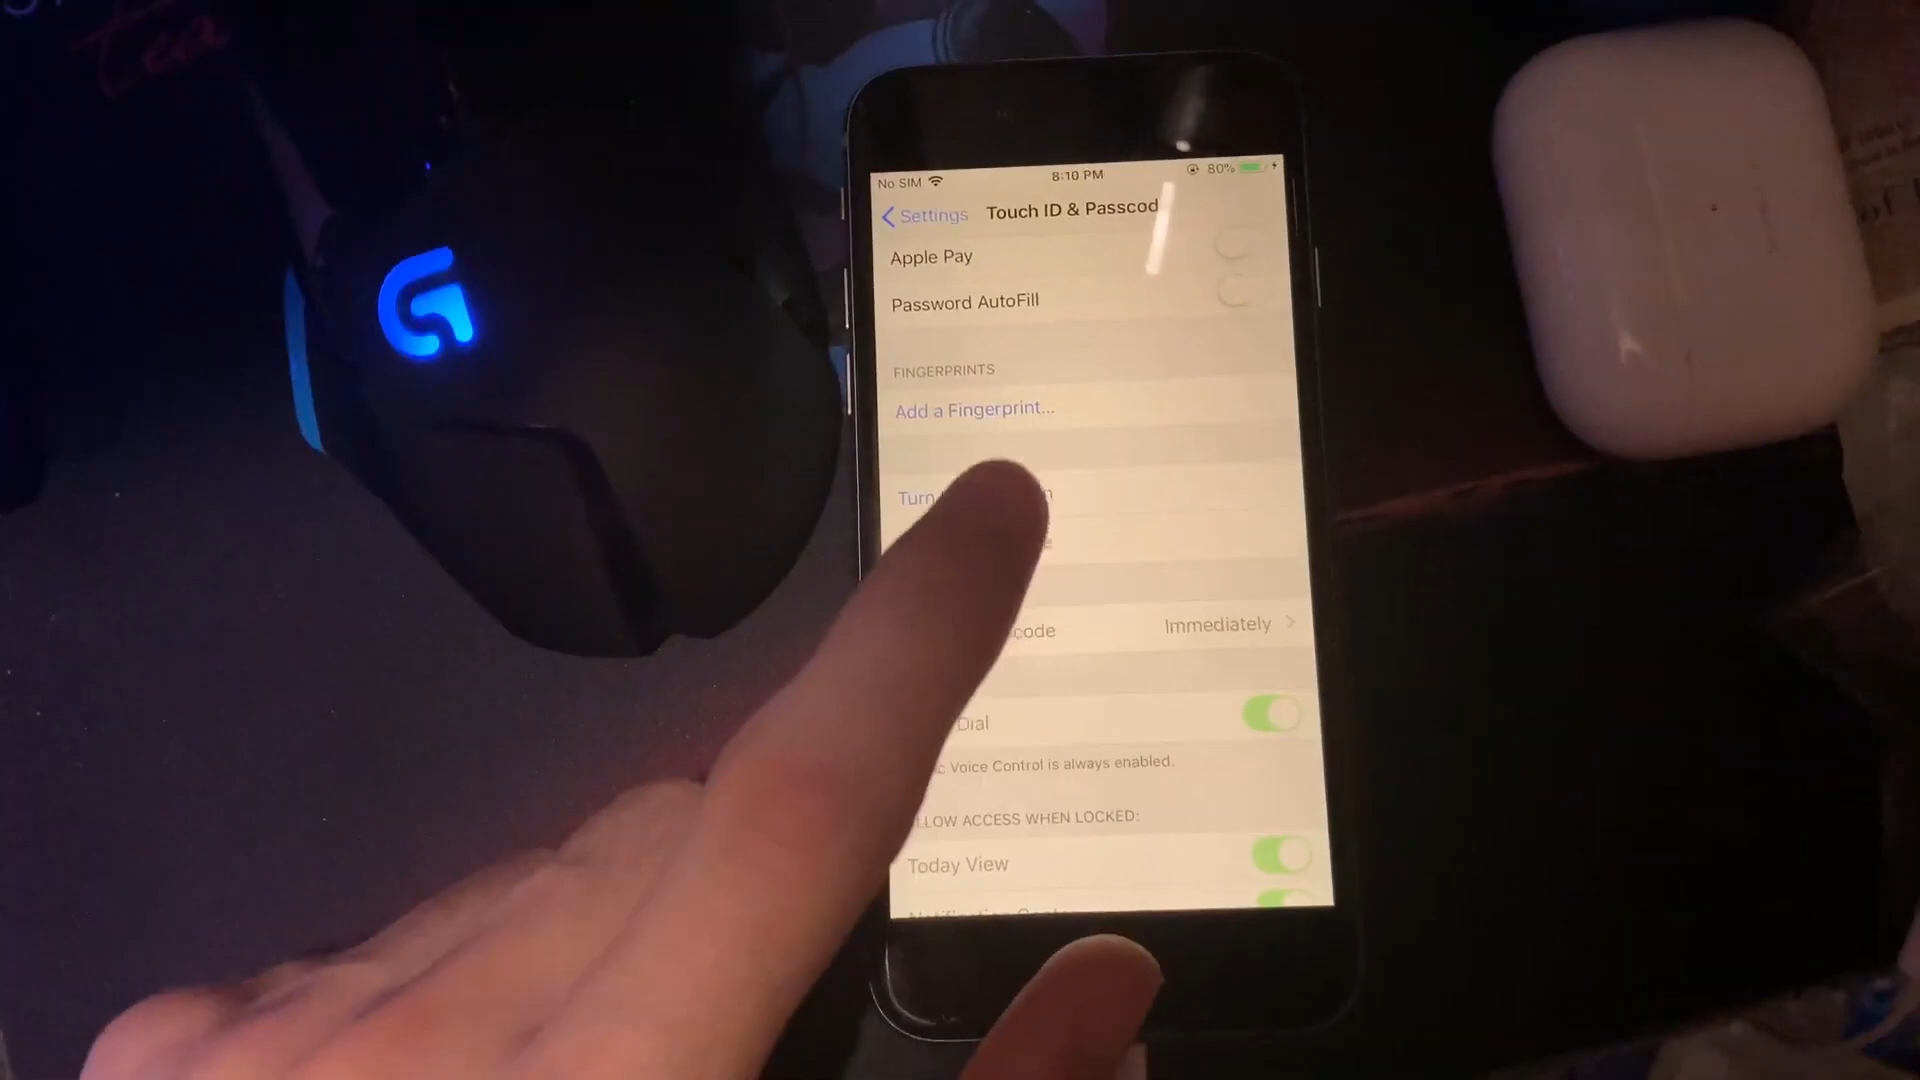 No SIM 8:10 PM 80%
Settings Touch ID & Passcod
Apple Pay
Password AutoFill
FINGERPRINTS
Add a Fingerprint...
Turn
code Immediately
Dial
Voice Control is always enabled.
LLOW ACCESS WHEN LOCKED:
Today View